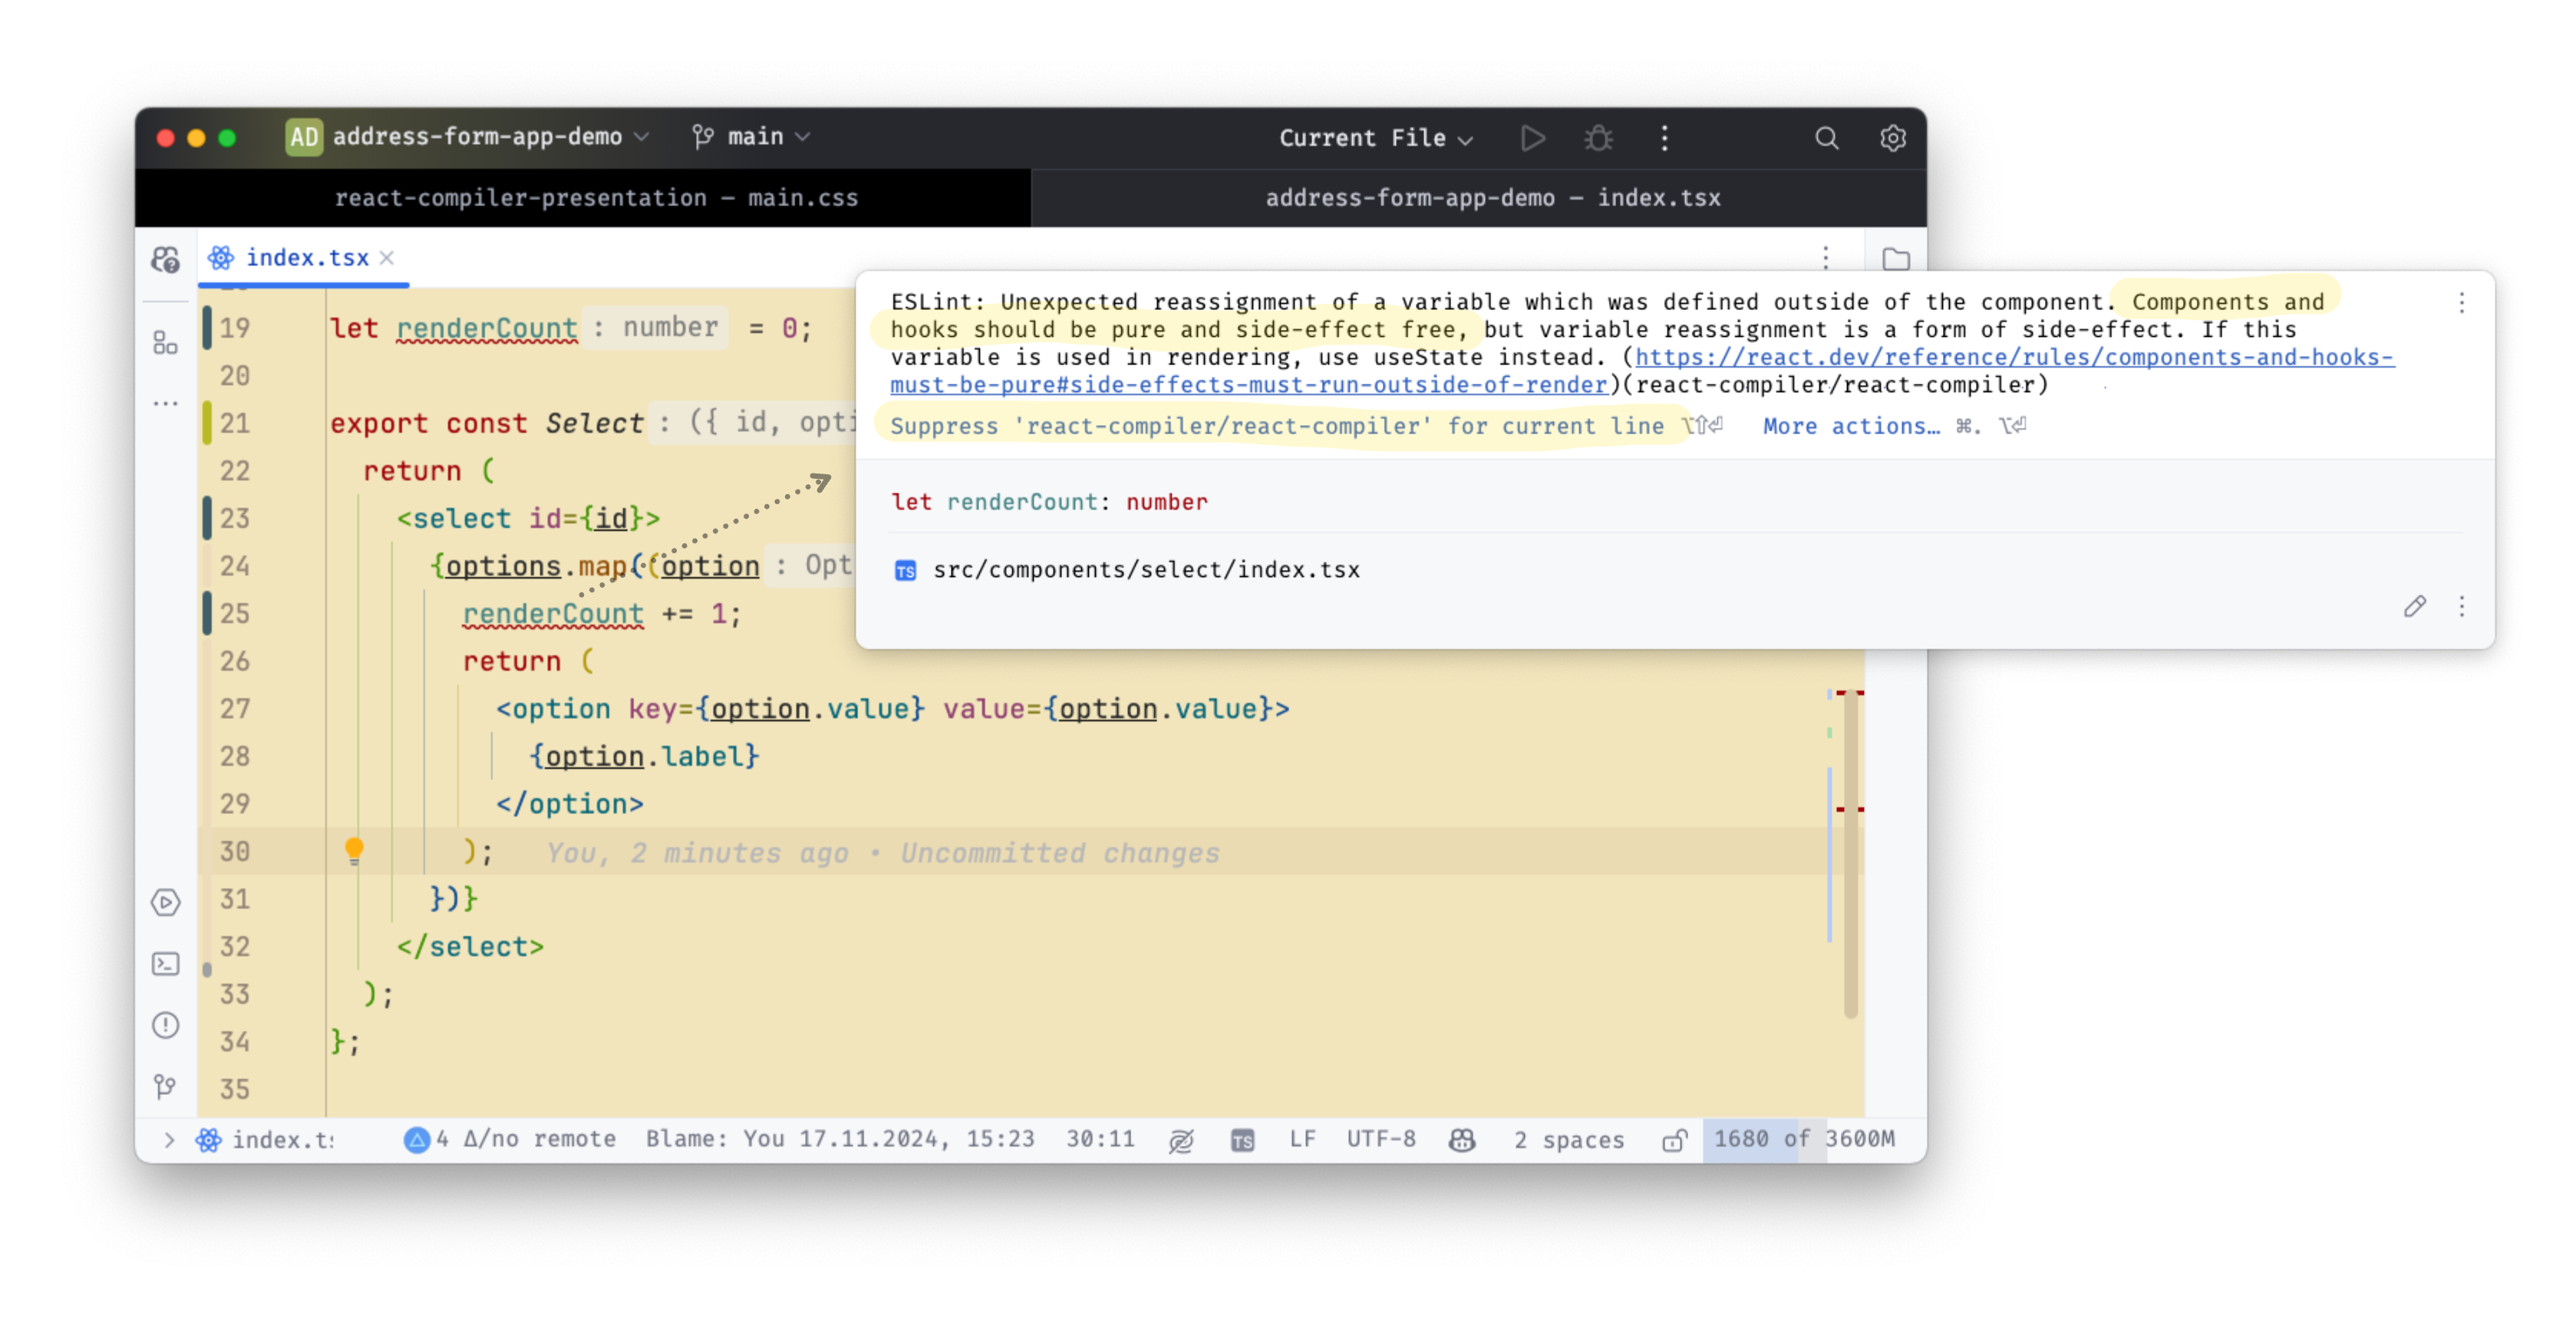 AD address-form-app-demo main Current File
react-compiler-presentation — main.css address-form-app-demo — index.tsx
index.tsx
ESLint: Unexpected reassignment of a variable which was defined outside of the component. Components and
hooks should be pure and side-effect free, but variable reassignment is a form of side-effect. If this
variable is used in rendering, use useState instead. (https://react.dev/reference/rules/components-and-hooks-
must-be-pure#side-effects-must-run-outside-of-render)(react-compiler/react-compiler)
Suppress 'react-compiler/react-compiler' for current line ⌥⇧⏎ More actions… ⌘. ⌥⏎
let renderCount: number
TS src/components/select/index.tsx
19 let renderCount : number = 0;
20
21 export const Select : ({ id, opti
22 return (
23 <select id={id}>
24 {options.map((option : Opt
25 renderCount += 1;
26 return (
27 <option key={option.value} value={option.value}>
28 {option.label}
29 </option>
30 ); You, 2 minutes ago • Uncommitted changes
31 })}
32 </select>
33 );
34 };
35
index.ts 4 Δ/no remote Blame: You 17.11.2024, 15:23 30:11 TS LF UTF-8 2 spaces 1680 of 3600M